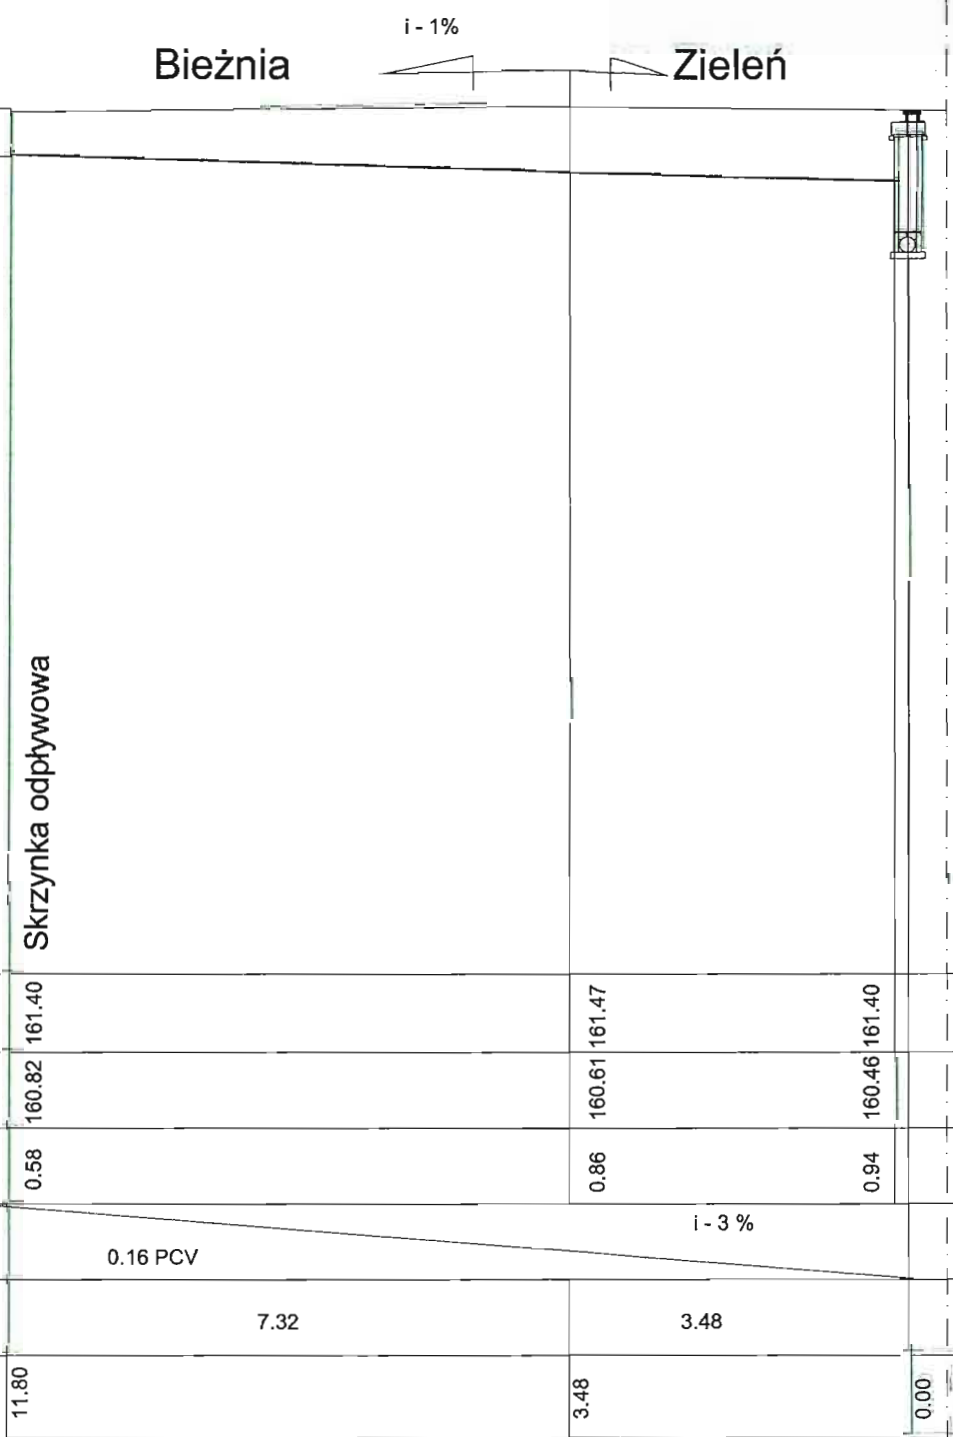 i - 1%
Bieżnia
Zieleń
Skrzynka odpływowa
161.40
161.47
161.40
160.82
160.61
160.46
0.58
0.86
0.94
i - 3 %
0.16 PCV
7.32
3.48
11.80
3.48
0.00